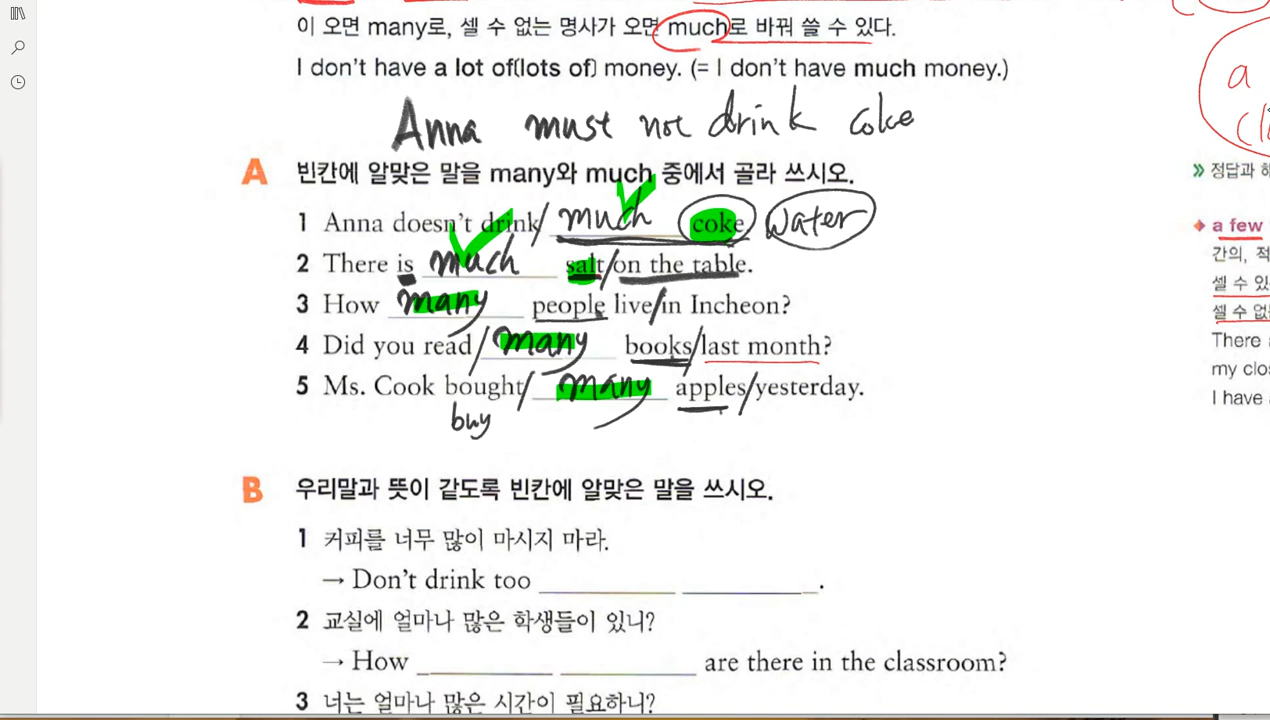 이 오면 many로, 셀 수 없는 명사가 오면 much로 바꿔 쓸 수 있다.
I don't have a lot of(lots of) money. (= I don't have much money.)
a
Anna must not drink coke
A 빈칸에 알맞은 말을 many와 much 중에서 골라 쓰시오.
» 정답과 해
1 Anna doesn't drink/ much coke water
2 There is much salt/on the table.
3 How many people live/in Incheon?
4 Did you read/ many books/last month?
5 Ms. Cook bought/ many apples/yesterday.
buy
a few
간의, 적
셀 수 있
셀 수 없
There
my clos
I have
B 우리말과 뜻이 같도록 빈칸에 알맞은 말을 쓰시오.
1 커피를 너무 많이 마시지 마라.
→ Don't drink too .
2 교실에 얼마나 많은 학생들이 있니?
→ How are there in the classroom?
3 너는 얼마나 많은 시간이 필요하니?